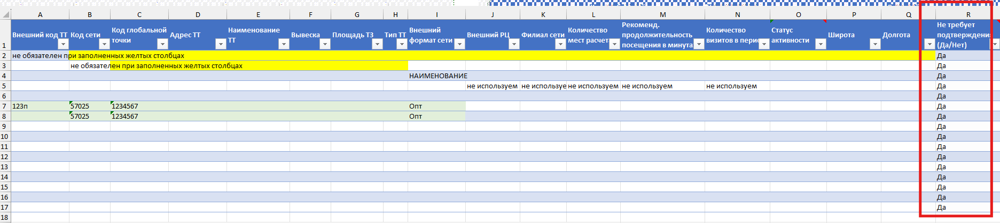 A B C D E F G H I J K L M N O P Q R
1 Внешний код ТТ Код сети Код глобальной точки Адрес ТТ Наименование ТТ Вывеска Площадь ТЗ Тип ТТ Внешний формат сети Внешний РЦ Филиал сети Количество мест расчет Рекоменд. продолжительность посещения в минута Количество визитов в перио Статус активности Широта Долгота Не требует подтверждени (Да/Нет)
2 не обязателен при заполненных желтых столбцах Да
3 не обязателен при заполненных желтых столбцах Да
4 НАИМЕНОВАНИЕ Да
5 не используем не используе не используем не используем не используем Да
6 Да
7 123п 57025 1234567 Опт Да
8 57025 1234567 Опт Да
9 Да
10 Да
11 Да
12 Да
13 Да
14 Да
15 Да
16 Да
17 Да
18